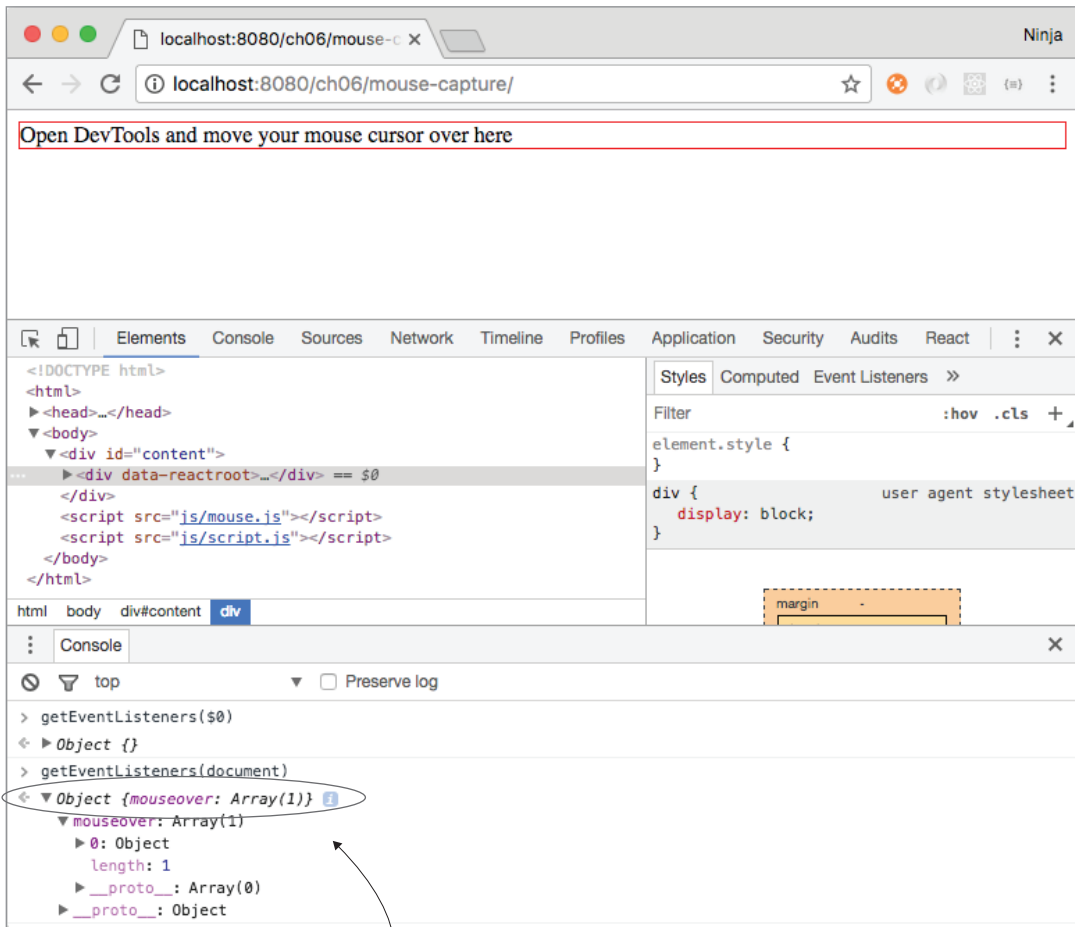 localhost:8080/ch06/mouse-c
Ninja
localhost:8080/ch06/mouse-capture/
{≡}
Open DevTools and move your mouse cursor over here
Elements Console Sources Network Timeline Profiles Application Security Audits React
<!DOCTYPE html>
<html>
▶<head>…</head>
▼<body>
▼<div id="content">
... ▶<div data-reactroot>…</div> == $0
</div>
<script src="js/mouse.js"></script>
<script src="js/script.js"></script>
</body>
</html>
html body div#content div
Styles Computed Event Listeners »
Filter :hov .cls +
element.style {
}
div { user agent stylesheet
display: block;
}
margin -
Console
top ▼ Preserve log
> getEventListeners($0)
▶Object {}
> getEventListeners(document)
▼Object {mouseover: Array(1)} i
▼mouseover: Array(1)
▶0: Object
length: 1
▶__proto__: Array(0)
▶__proto__: Object